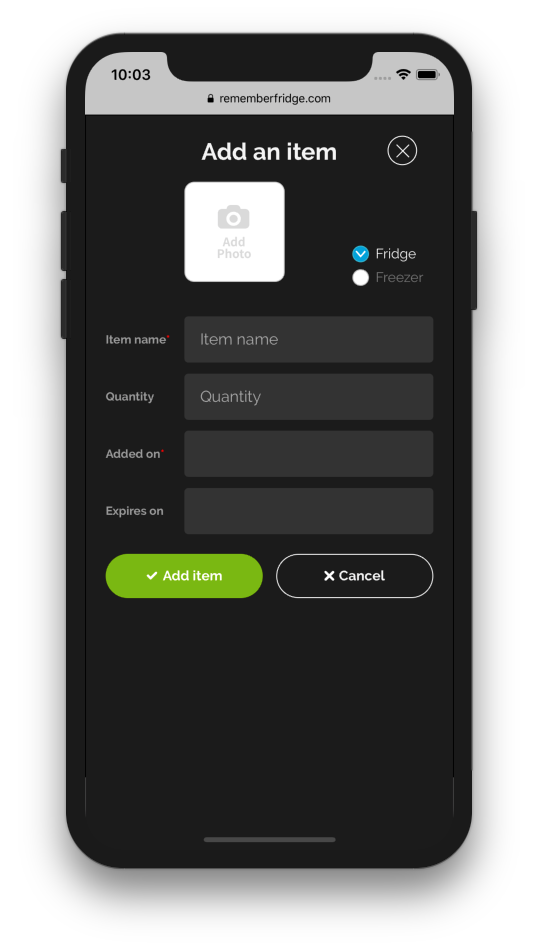 10:03
rememberfridge.com
Add an item
Add
Photo
Fridge
Freezer
Item name* Item name
Quantity Quantity
Added on*
Expires on
Add item Cancel